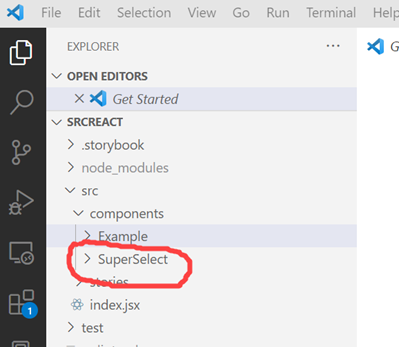 File Edit Selection View Go Run Terminal Help
EXPLORER ...
OPEN EDITORS
Get Started
SRCREACT
.storybook
node_modules
src
components
Example
SuperSelect
stories
index.jsx
test
1